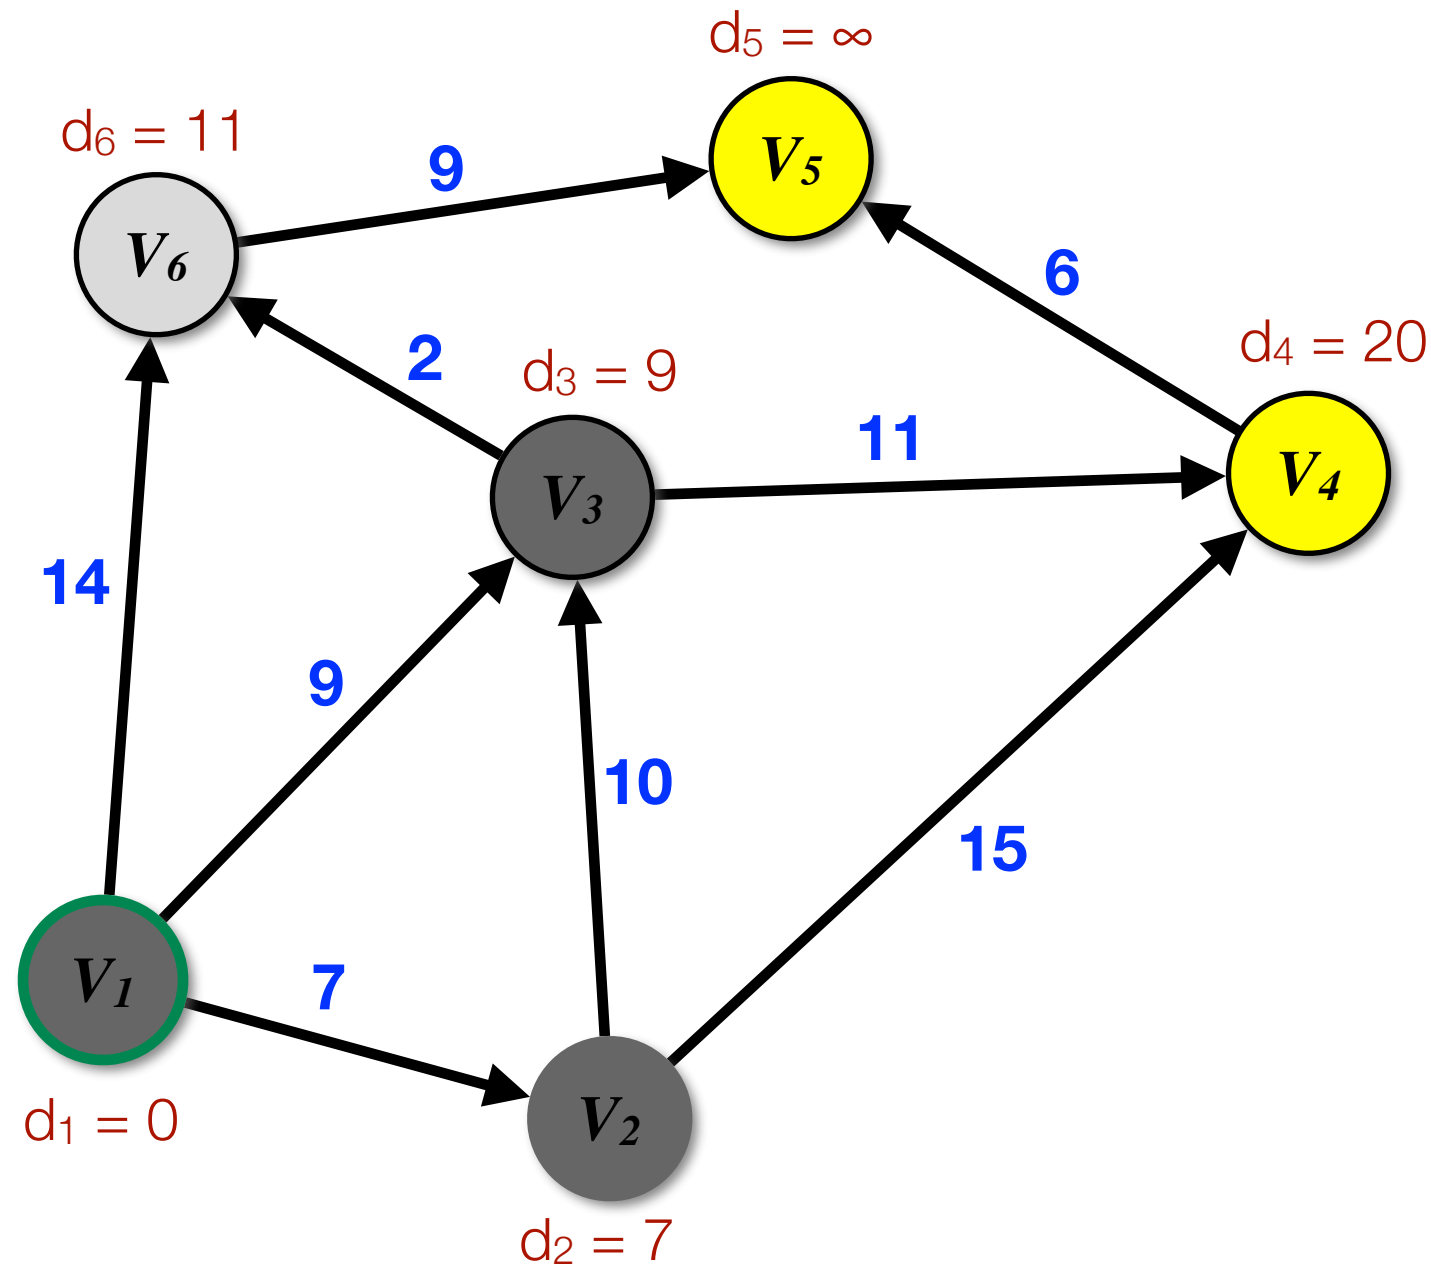 d₅ = ∞
d₆ = 11
9
V₅
V₆
6
2
d₄ = 20
d₃ = 9
11
V₄
V₃
14
9
10
15
V₁
7
d₁ = 0
V₂
d₂ = 7